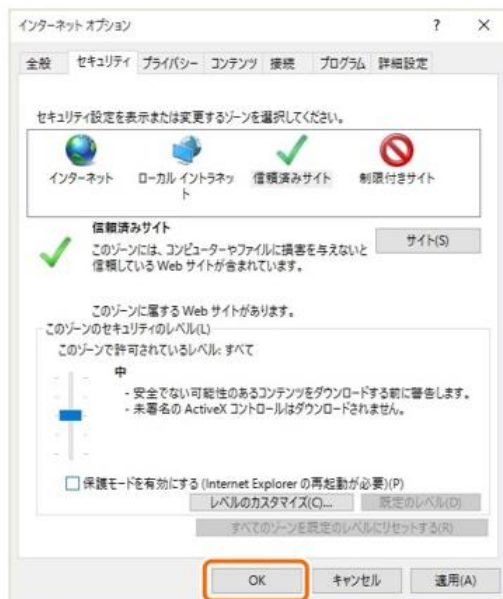 インターネット オプション
? ×
全般 セキュリティ プライバシー コンテンツ 接続 プログラム 詳細設定
セキュリティ設定を表示または変更するゾーンを選択してください。
インターネット ローカル イントラネッ 信頼済みサイト 制限付きサイト
ト
信頼済みサイト
サイト(S)
このゾーンには、コンピューターやファイルに損害を与えないと
信頼している Web サイトが含まれています。
このゾーンに属する Web サイトがあります。
このゾーンのセキュリティのレベル(L)
このゾーンで許可されているレベル: すべて
中
- 安全でない可能性のあるコンテンツをダウンロードする前に警告します。
- 未署名の ActiveX コントロールはダウンロードされません。
保護モードを有効にする (Internet Explorer の再起動が必要)(P)
レベルのカスタマイズ(C)... 既定のレベル(D)
すべてのゾーンを既定のレベルにリセットする(R)
OK キャンセル 適用(A)